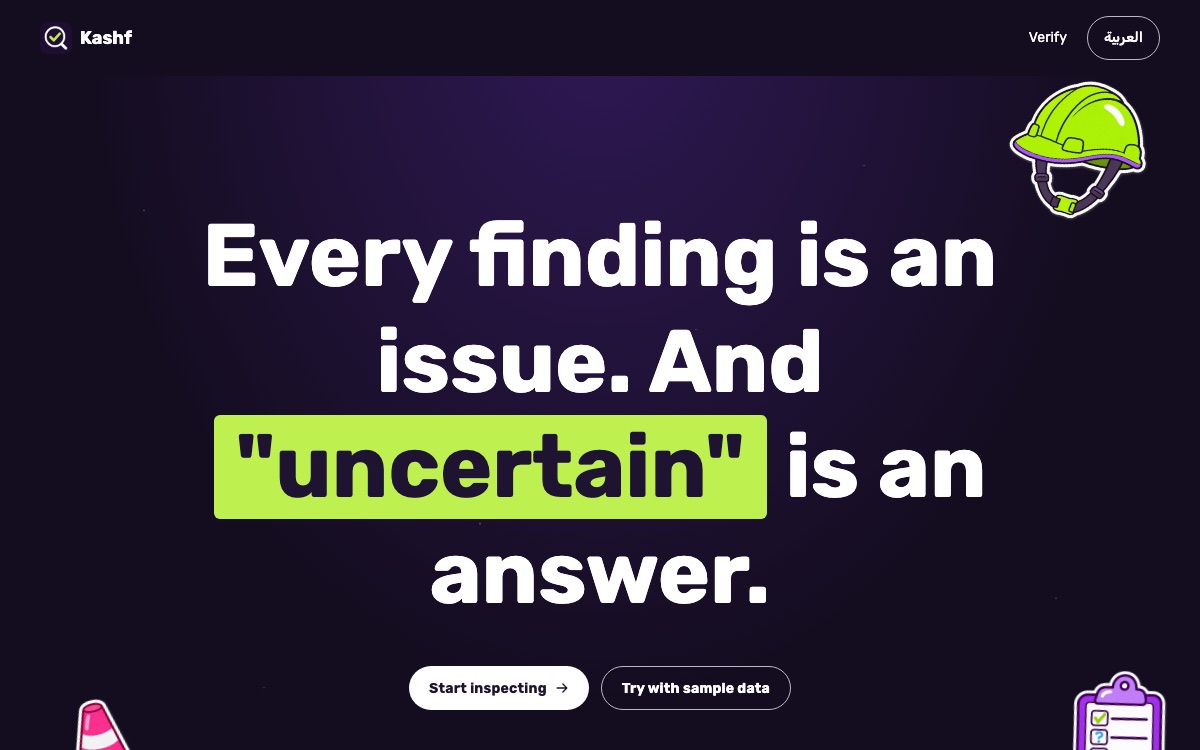 Kashf
Verify
العربية
Every finding is an
issue. And
"uncertain" is an
answer.
Start inspecting →
Try with sample data
?